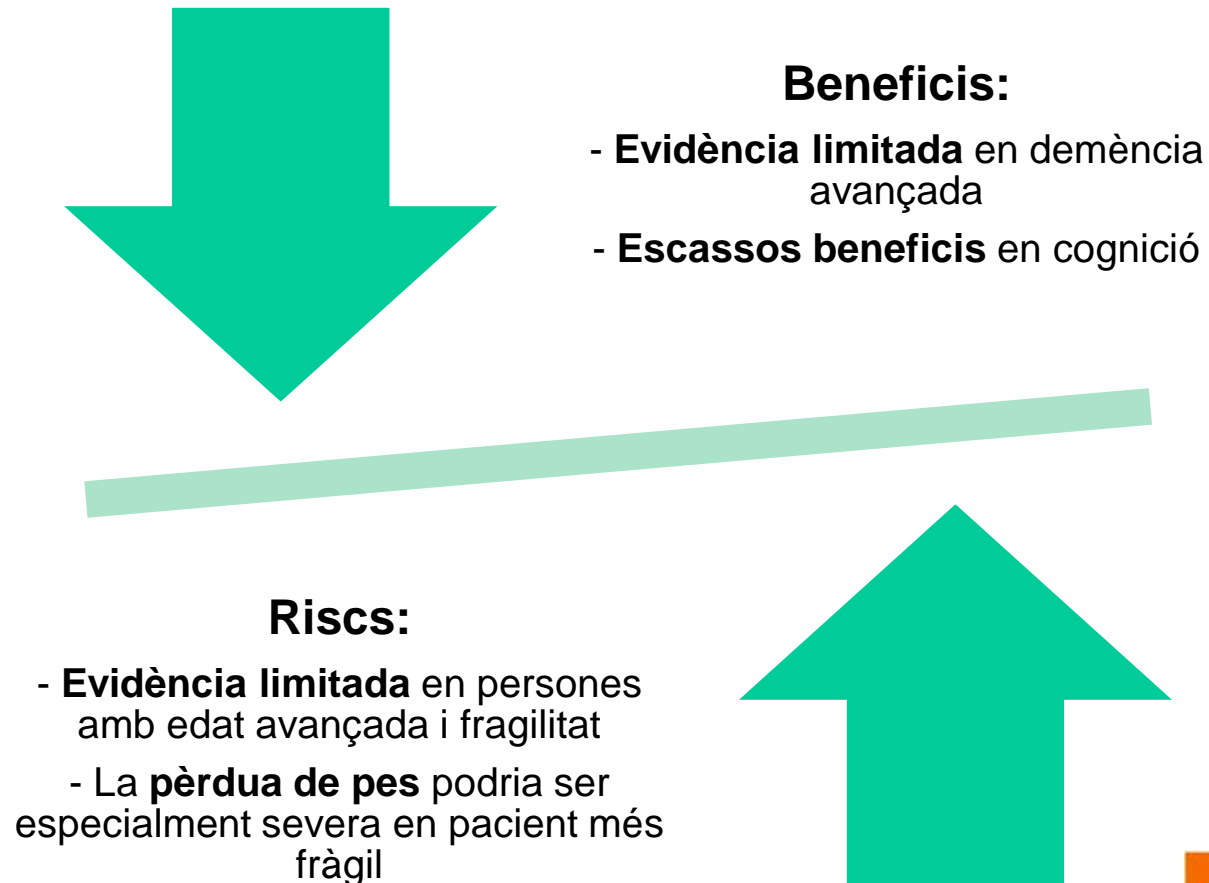 Beneficis:
- Evidència limitada en demència
avançada
- Escassos beneficis en cognició
Riscs:
- Evidència limitada en persones
amb edat avançada i fragilitat
- La pèrdua de pes podria ser
especialment severa en pacient més
fràgil